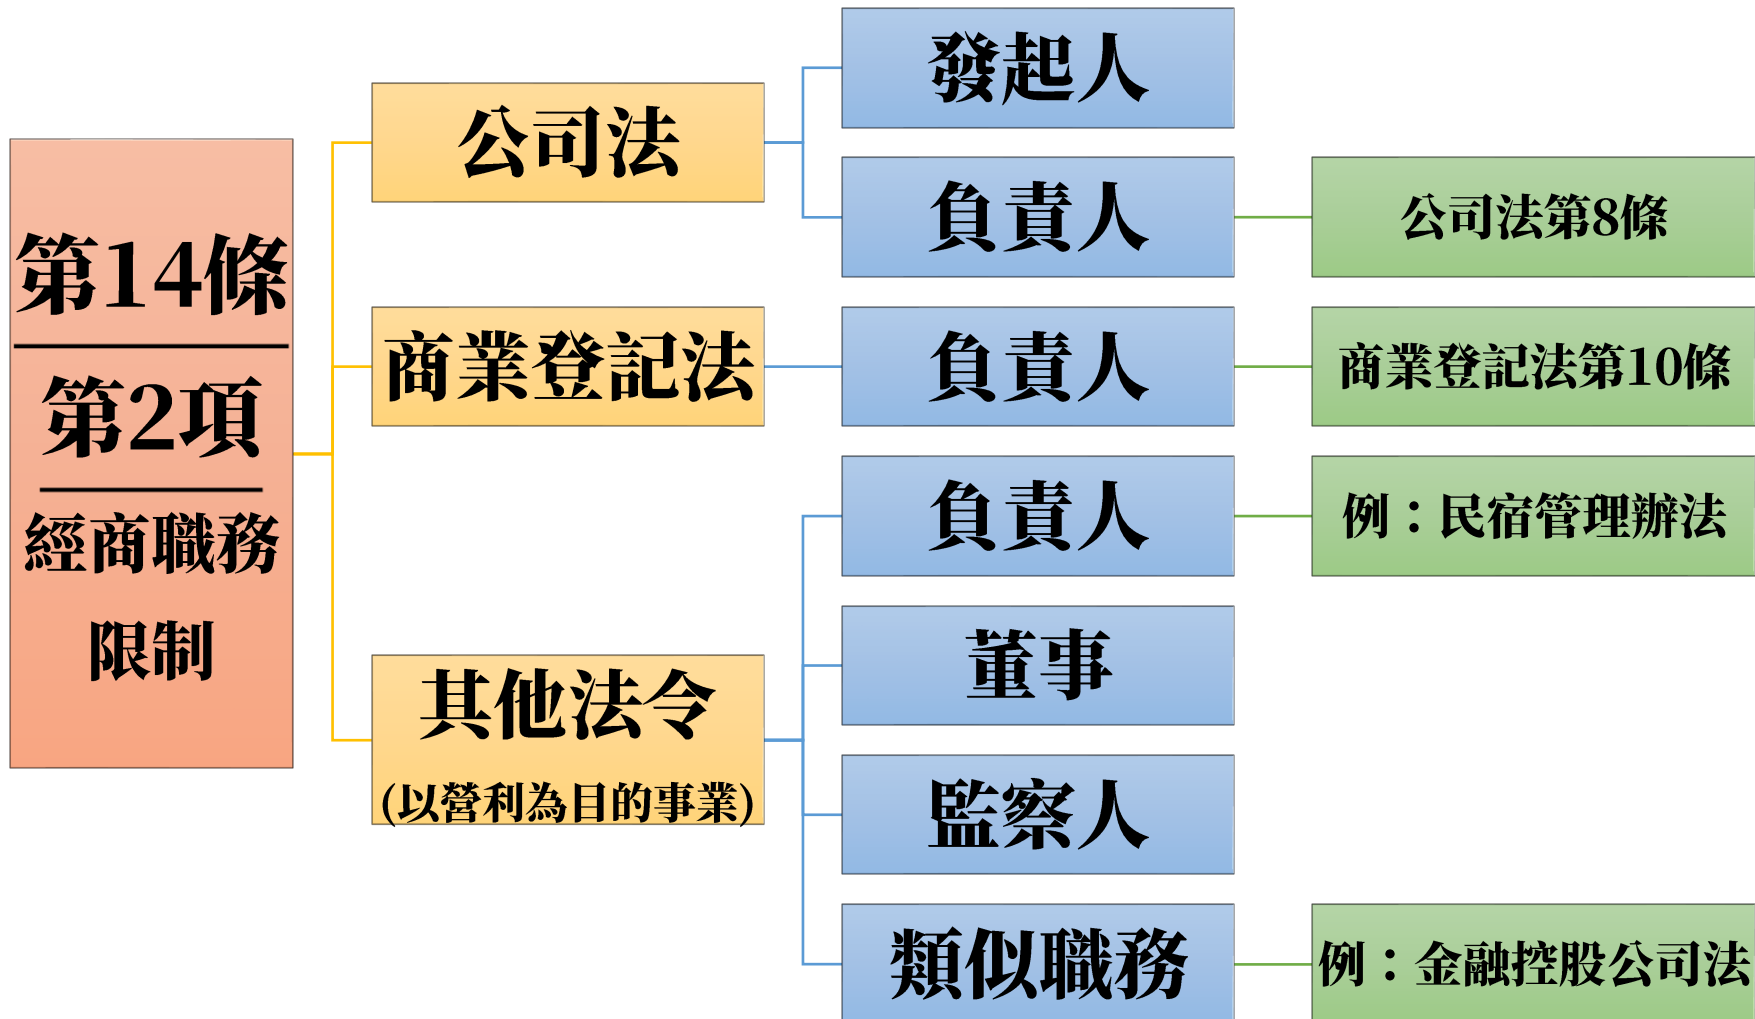 第14條
第2項
經商職務
限制
公司法
發起人
負責人
公司法第8條
商業登記法
負責人
商業登記法第10條
其他法令
(以營利為目的事業)
負責人
例：民宿管理辦法
董事
監察人
類似職務
例：金融控股公司法